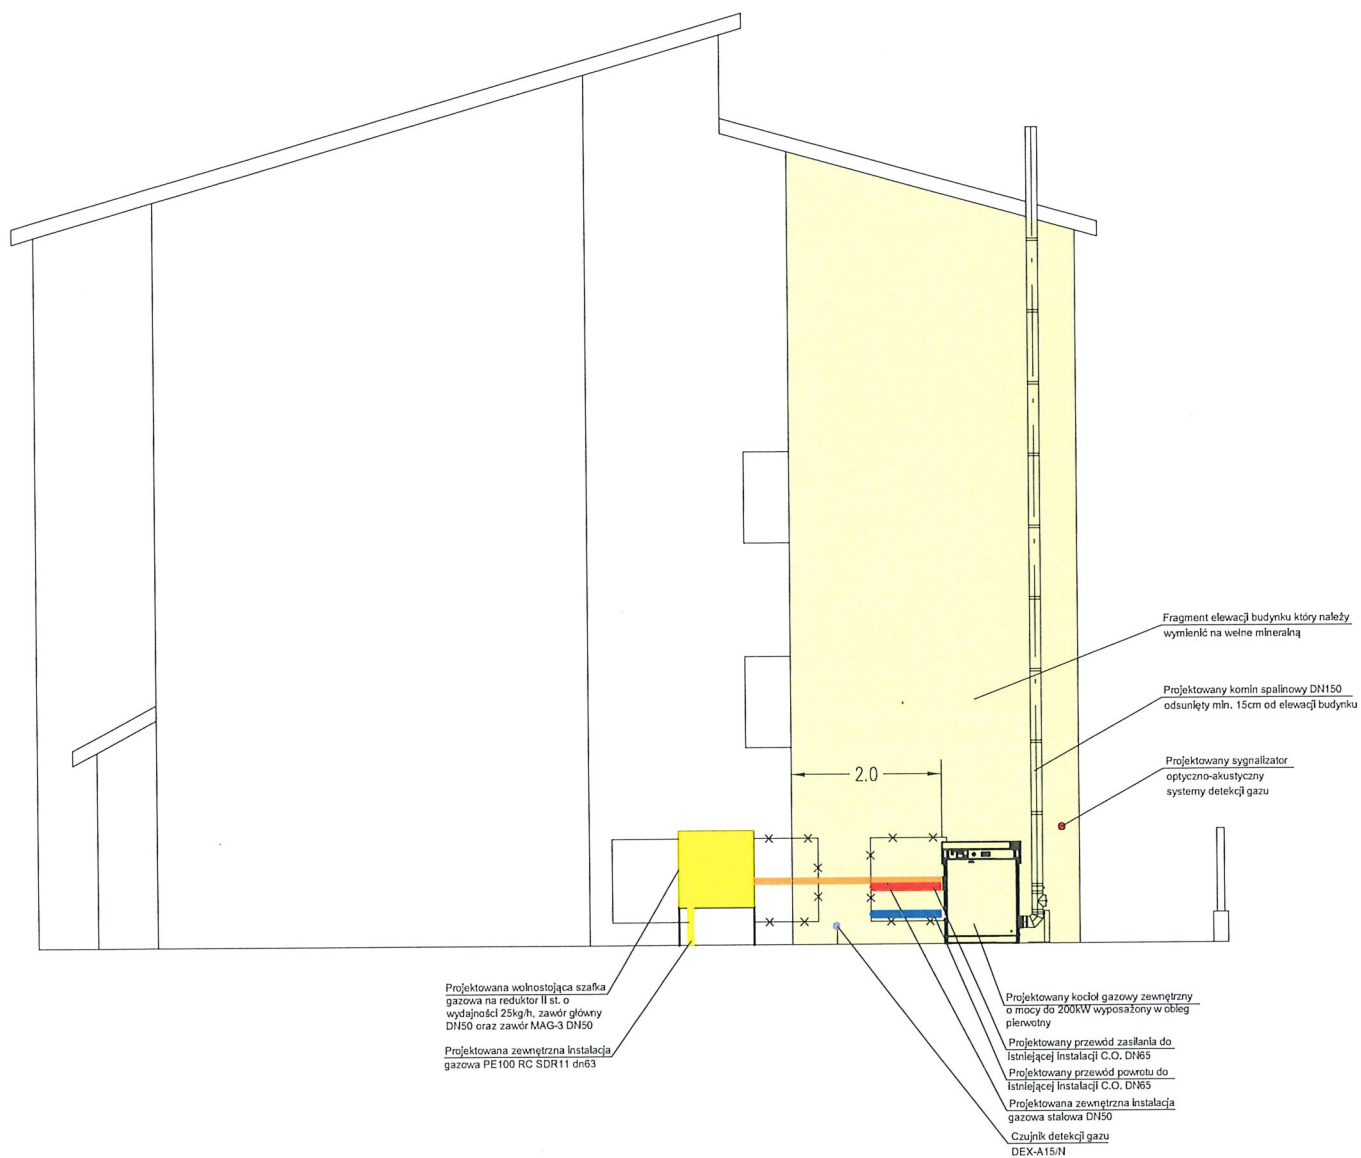 Fragment elewacji budynku który należy
wymienić na wełne mineralną
Projektowany komin spalinowy DN150
odsunięty min. 15cm od elewacji budynku
2.0
Projektowany sygnalizator
optyczno-akustyczny
systemy detekcji gazu
Projektowana wolnostojąca szafka
gazowa na reduktor II st. o
wydajności 25kg/h, zawór główny
DN50 oraz zawór MAG-3 DN50
Projektowana zewnętrzna instalacja
gazowa PE100 RC SDR11 dn63
Projektowany kocioł gazowy zewnętrzny
o mocy do 200kW wyposażony w obieg
pierwotny
Projektowany przewód zasilania do
istniejącej instalacji C.O. DN65
Projektowany przewód powrotu do
istniejącej instalacji C.O. DN65
Projektowana zewnętrzna instalacja
gazowa stalowa DN50
Czujnik detekcji gazu
DEX-A15/N